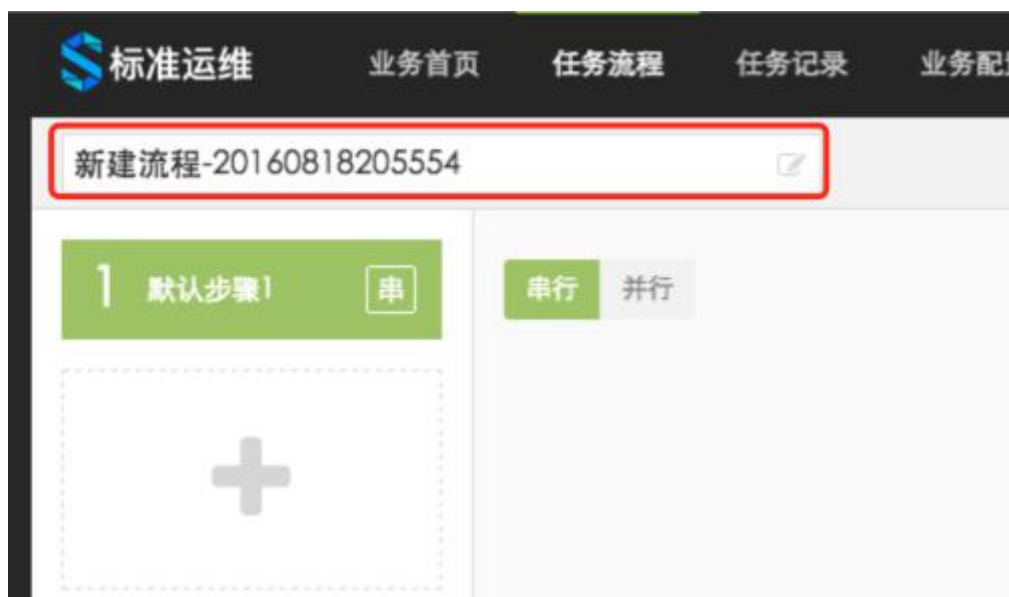 标准运维 业务首页 任务流程 任务记录 业务配
新建流程-20160818205554
1 默认步骤1 串 串行 并行